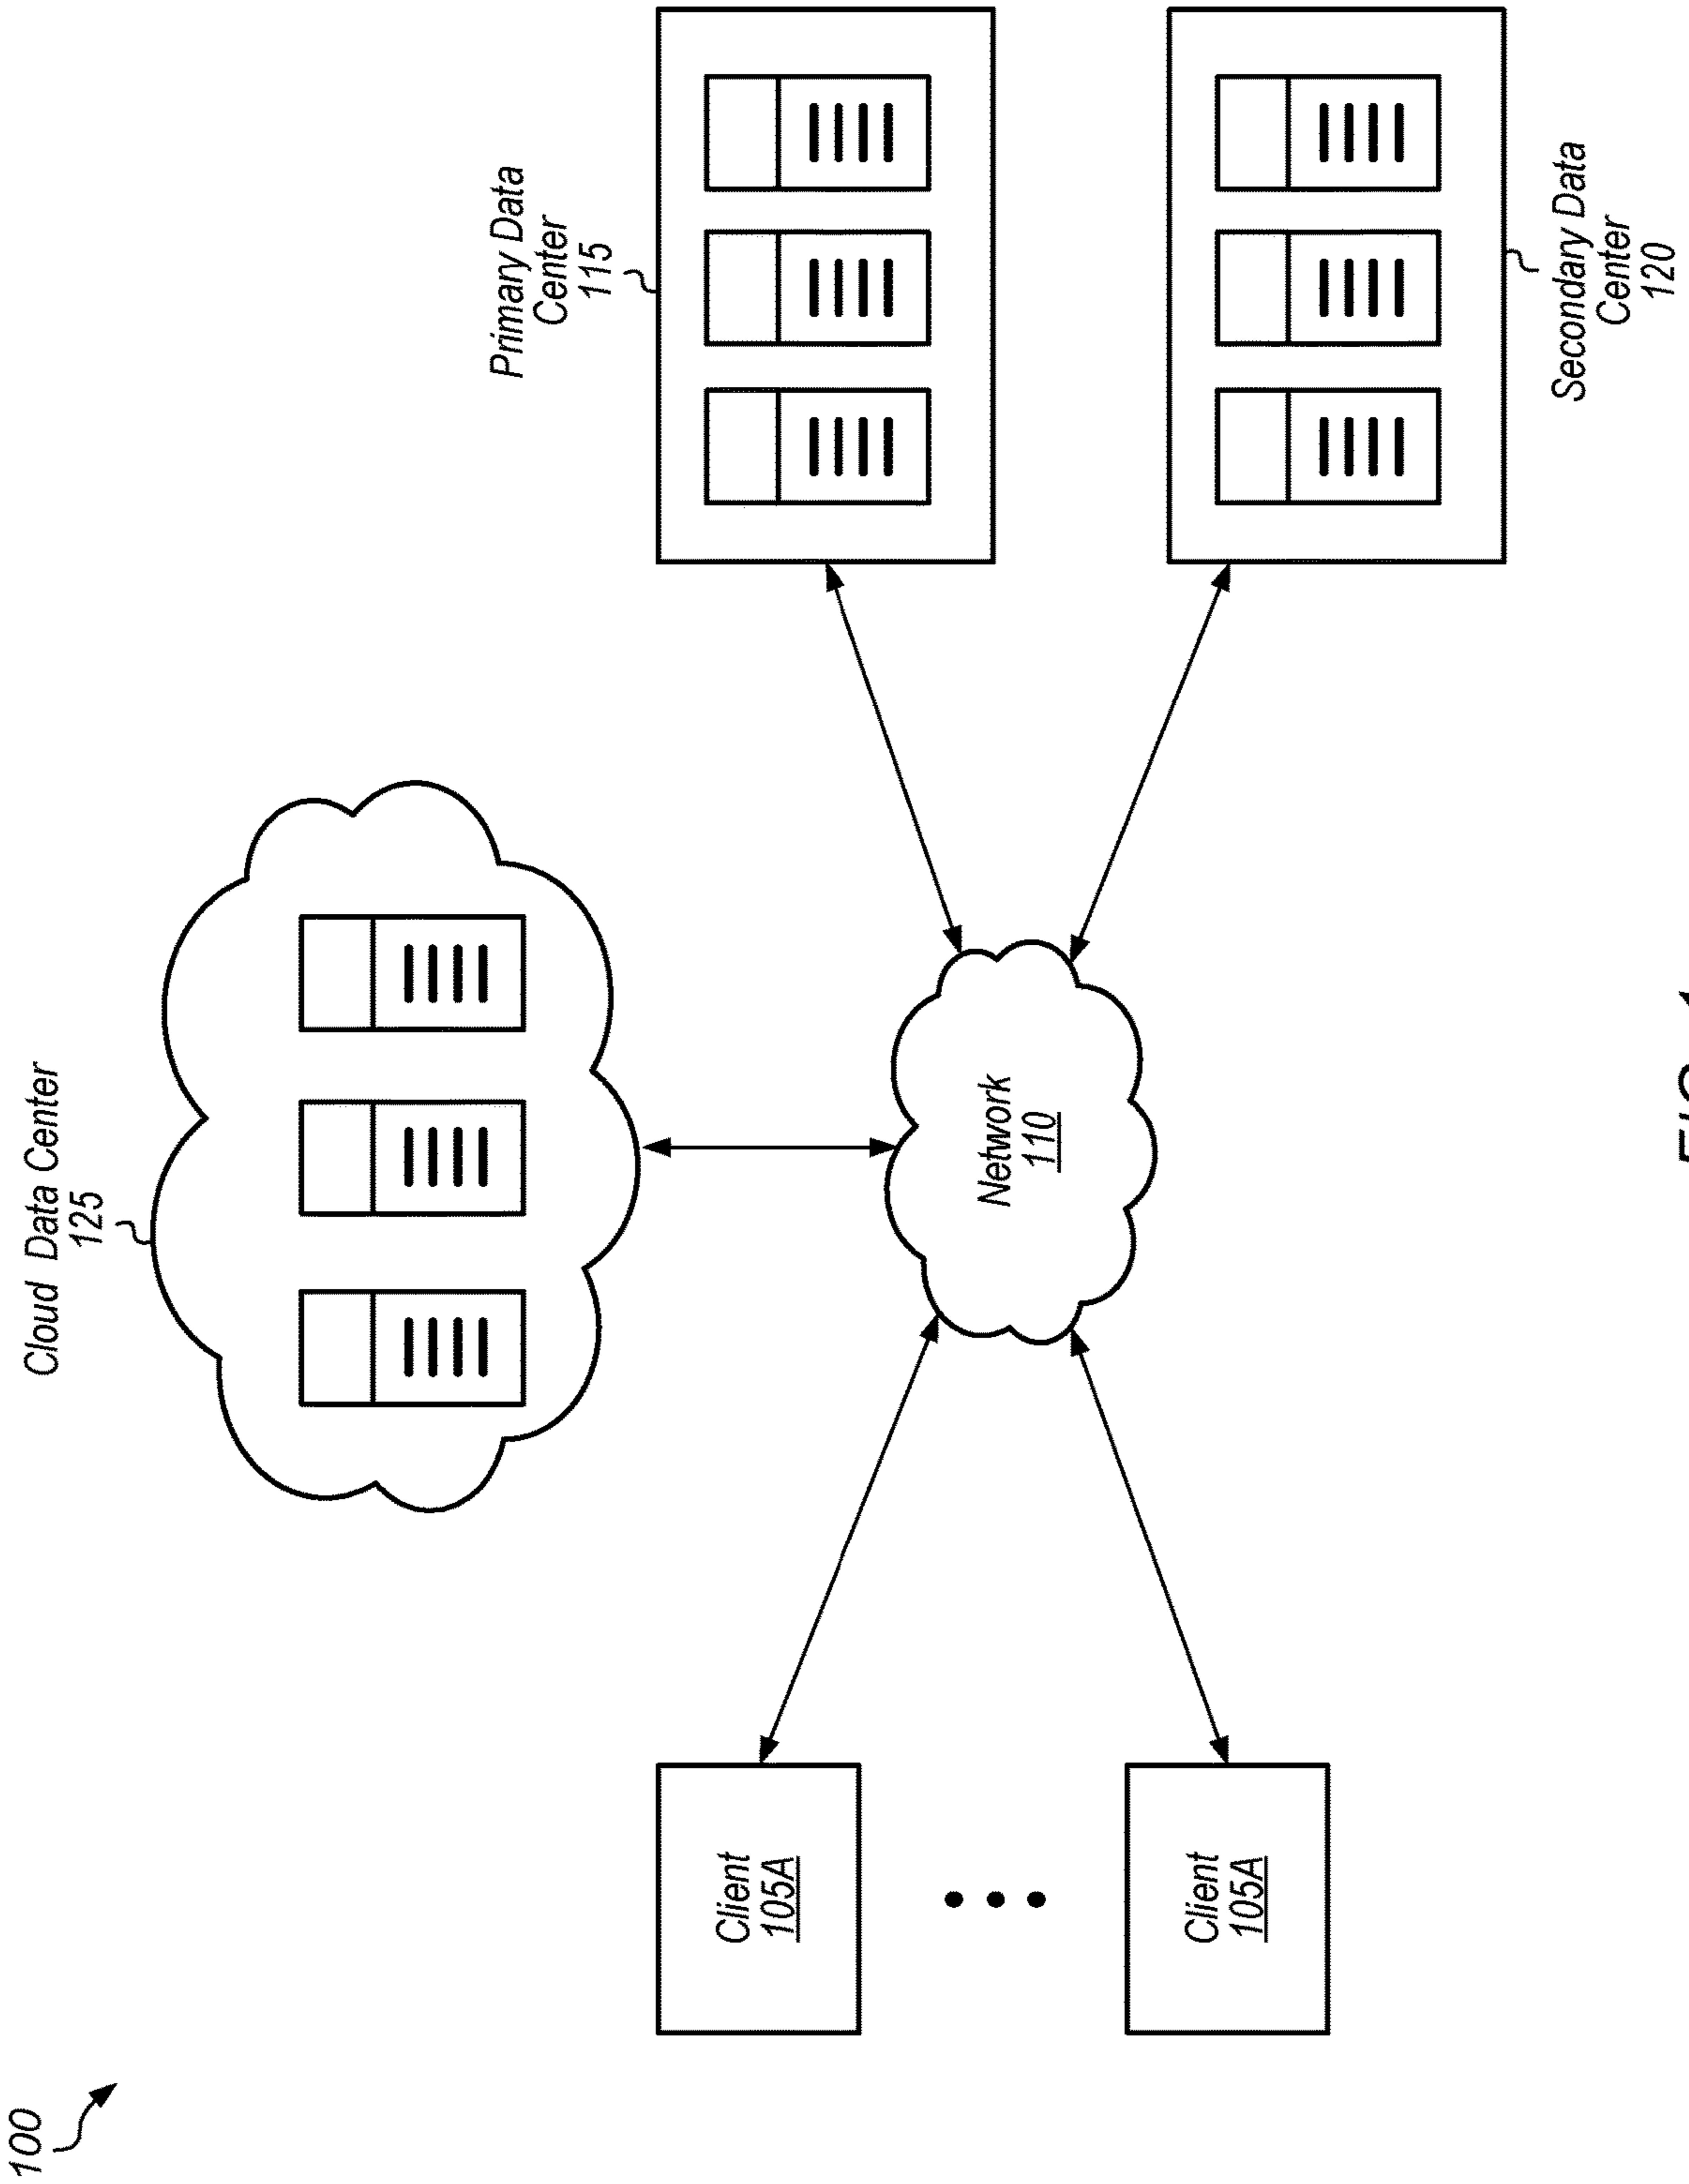 100
Cloud Data Center
125
Primary Data
Center
115
Client
105A
Network
110
Client
105A
Secondary Data
Center
120